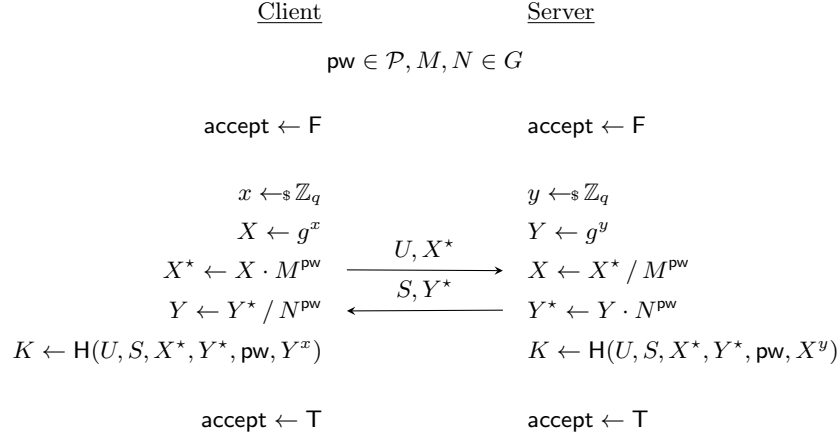 Client Server
pw ∈ 𝒫, M, N ∈ G
accept ← F accept ← F
x ←$ ℤ_q y ←$ ℤ_q
X ← g^x Y ← g^y
U, X^⋆
X^⋆ ← X · M^pw X ← X^⋆ / M^pw
S, Y^⋆
Y ← Y^⋆ / N^pw Y^⋆ ← Y · N^pw
K ← H(U, S, X^⋆, Y^⋆, pw, Y^x) K ← H(U, S, X^⋆, Y^⋆, pw, X^y)
accept ← T accept ← T